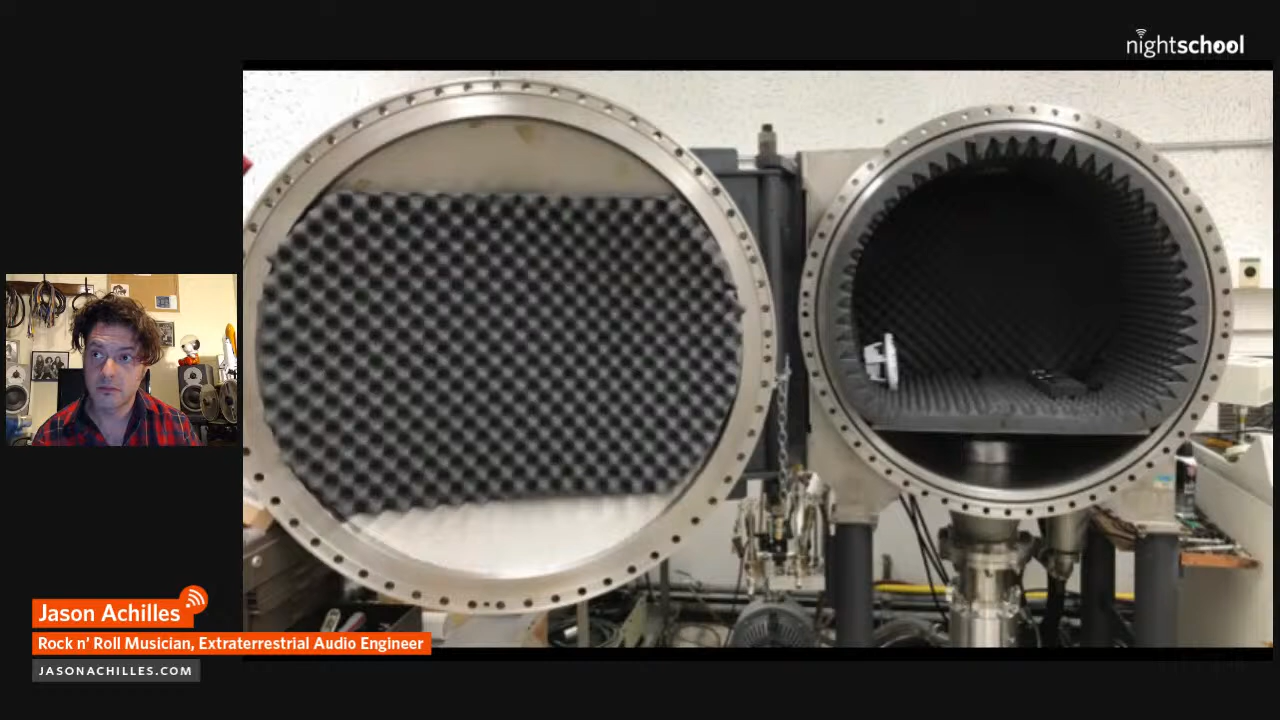 nightschool
Jason Achilles
Rock n' Roll Musician, Extraterrestrial Audio Engineer
JASONACHILLES.COM